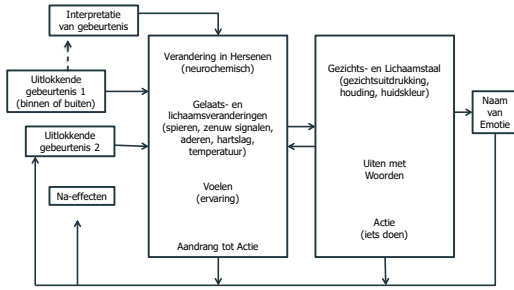 Interpretatie
van gebeurtenis
Uitlokkende
gebeurtenis 1
(binnen of buiten)
Uitlokkende
gebeurtenis 2
Na-effecten
Verandering in Hersenen
(neurochemisch)
Gelaats- en
lichaamsveranderingen
(spieren, zenuw signalen,
aderen, hartslag,
temperatuur)
Voelen
(ervaring)
Aandrang tot Actie
Gezichts- en Lichaamstaal
(gezichtsuitdrukking,
houding, huidskleur)
Uiten met
Woorden
Actie
(iets doen)
Naam
van
Emotie